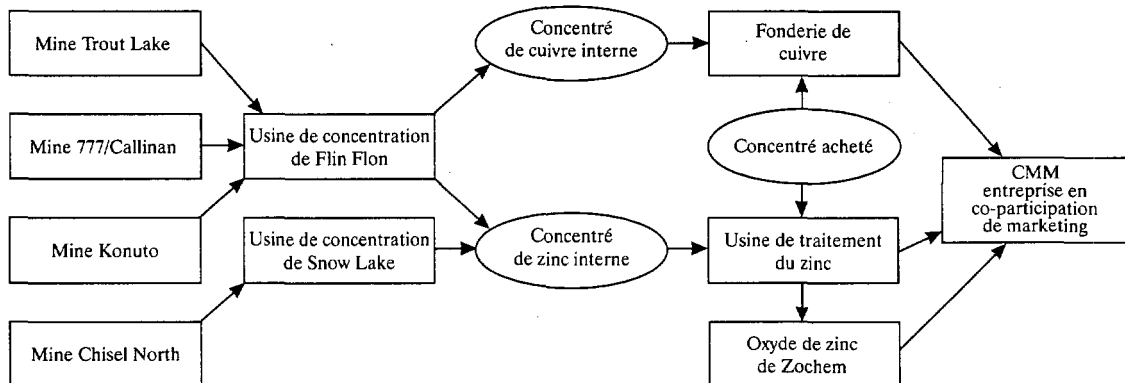 Mine Trout Lake
Mine 777/Callinan
Mine Konuto
Mine Chisel North
Usine de concentration
de Flin Flon
Usine de concentration
de Snow Lake
Concentré
de cuivre interne
Concentré
de zinc interne
Fonderie de
cuivre
Concentré acheté
Usine de traitement
du zinc
Oxyde de zinc
de Zochem
CMM
entreprise en
co-participation
de marketing